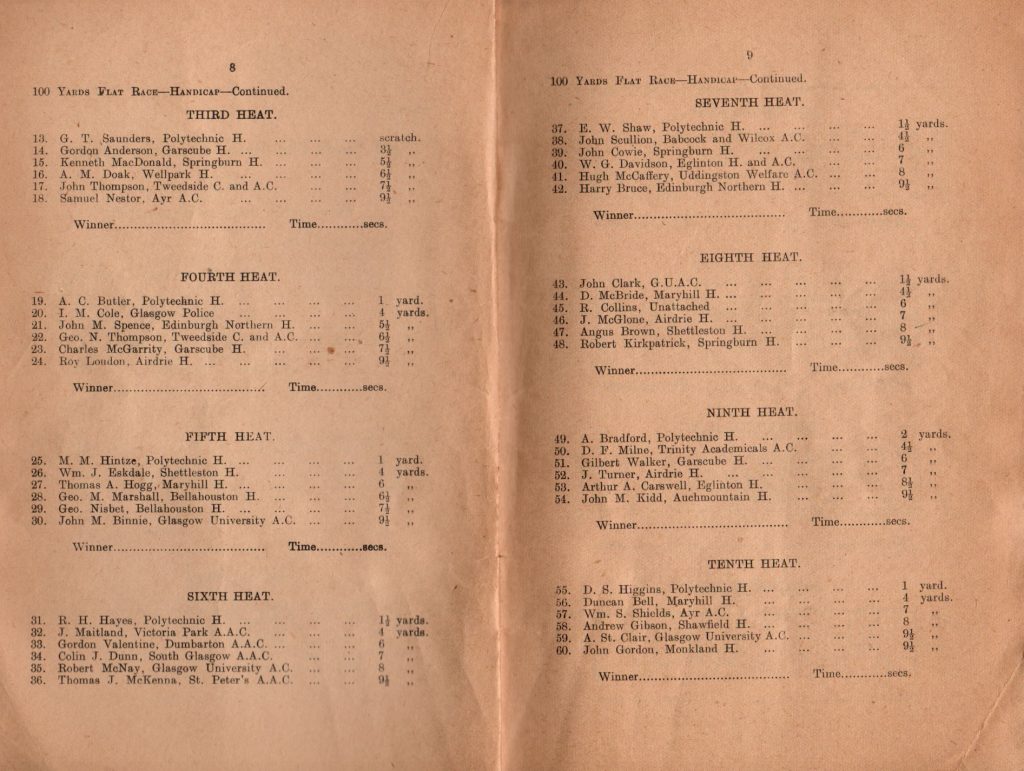 8
100 YARDS FLAT RACE—HANDICAP—Continued.
THIRD HEAT.
13. G. T. Saunders, Polytechnic H. ... ... ... scratch.
14. Gordon Anderson, Garscube H. ... ... ... 3½ ,,
15. Kenneth MacDonald, Springburn H. ... ... ... 5½ ,,
16. A. M. Doak, Wellpark H. ... ... ... 6½ ,,
17. John Thompson, Tweedside C. and A.C. ... ... 7½ ,,
18. Samuel Nestor, Ayr A.C. ... ... ... 9½ ,,
Winner.......................................... Time............secs.
FOURTH HEAT.
19. A. C. Butler, Polytechnic H. ... ... ... ... 1 yard.
20. I. M. Cole, Glasgow Police ... ... ... ... 4 yards.
21. John M. Spence, Edinburgh Northern H. ... ... 5½ ,,
22. Geo. N. Thompson, Tweedside C. and A.C. ... ... 6½ ,,
23. Charles McGarrity, Garscube H. ... ... ... 7½ ,,
24. Roy Loudon, Airdrie H. ... ... ... ... ... 9½ ,,
Winner.......................................... Time............secs.
FIFTH HEAT.
25. M. M. Hintze, Polytechnic H. ... ... ... ... 1 yard.
26. Wm. J. Eskdale, Shettleston H. ... ... ... 4 yards.
27. Thomas A. Hogg, Maryhill H. ... ... ... ... 6 ,,
28. Geo. M. Marshall, Bellahouston H. ... ... ... 6½ ,,
29. Geo. Nisbet, Bellahouston H. ... ... ... ... 7½ ,,
30. John M. Binnie, Glasgow University A.C. ... ... 9½ ,,
Winner.......................................... Time............secs.
SIXTH HEAT.
31. R. H. Hayes, Polytechnic H. ... ... ... ... 1½ yards.
32. J. Maitland, Victoria Park A.A.C. ... ... ... 4 yards.
33. Gordon Valentine, Dumbarton A.A.C. ... ... ... 6 ,,
34. Colin J. Dunn, South Glasgow A.A.C. ... ... 7 ,,
35. Robert McNay, Glasgow University A.C. ... ... 8 ,,
36. Thomas J. McKenna, St. Peter's A.A.C. ... ... 9½ ,,
9
100 YARDS FLAT RACE—HANDICAP—Continued.
SEVENTH HEAT.
37. E. W. Shaw, Polytechnic H. ... ... ... ... 1½ yards.
38. John Scullion, Babcock and Wilcox A.C. ... ... 4½ ,,
39. John Cowie, Springburn H. ... ... ... ... 6 ,,
40. W. G. Davidson, Eglinton H. and A.C. ... ... 7 ,,
41. Hugh McCaffery, Uddingston Welfare A.C. ... ... 8 ,,
42. Harry Bruce, Edinburgh Northern H. ... ... ... 9½ ,,
Winner.......................................... Time............secs.
EIGHTH HEAT.
43. John Clark, G.U.A.C. ... ... ... ... 1½ yards.
44. D. McBride, Maryhill H. ... ... ... ... ... 4½ ,,
45. R. Collins, Unattached ... ... ... ... ... 6 ,,
46. J. McGlone, Airdrie H. ... ... ... ... ... 7 ,,
47. Angus Brown, Shettleston H. ... ... ... ... 8 ,,
48. Robert Kirkpatrick, Springburn H. ... ... ... 9½ ,,
Winner.......................................... Time............secs.
NINTH HEAT.
49. A. Bradford, Polytechnic H. ... ... ... ... 2 yards.
50. D. F. Milne, Trinity Academicals A.C. ... ... 4½ ,,
51. Gilbert Walker, Garscube H. ... ... ... ... 6 ,,
52. J. Turner, Airdrie H. ... ... ... ... ... 7 ,,
53. Arthur A. Carswell, Eglinton H. ... ... ... 8½ ,,
54. John M. Kidd, Auchmountain H. ... ... ... 9½ ,,
Winner.......................................... Time............secs.
TENTH HEAT.
55. D. S. Higgins, Polytechnic H. ... ... ... ... 1 yard.
56. Duncan Bell, Maryhill H. ... ... ... ... 4 yards.
57. Wm. S. Shields, Ayr A.C. ... ... ... ... 7 ,,
58. Andrew Gibson, Shawfield H. ... ... ... ... 8 ,,
59. A. St. Clair, Glasgow University A.C. ... ... ... 9½ ,,
60. John Gordon, Monkland H. ... ... ... ... 9½ ,,
Winner.......................................... Time............secs.